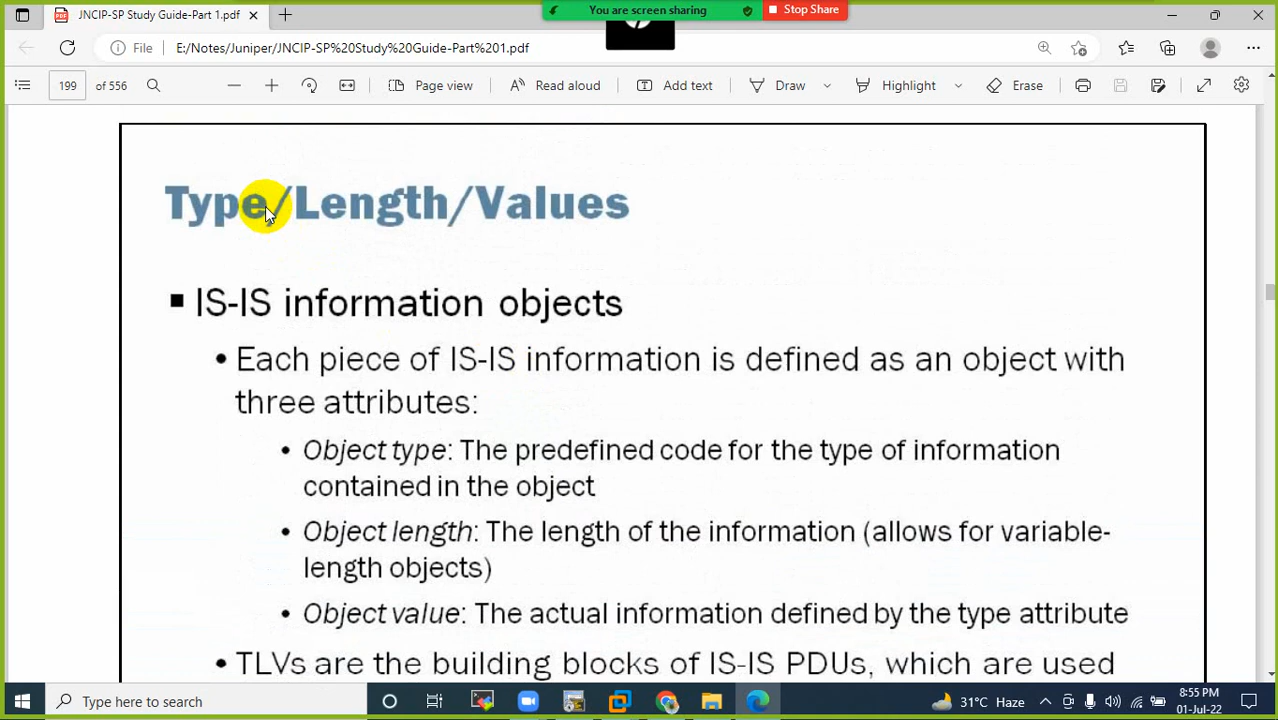 JNCIP-SP Study Guide-Part 1.pdf
You are screen sharing
Stop Share
File
E:/Notes/Juniper/JNCIP-SP%20Study%20Guide-Part%201.pdf
199 of 556
Page view
Read aloud
Add text
Draw
Highlight
Erase
Type/Length/Values
■ IS-IS information objects
• Each piece of IS-IS information is defined as an object with
three attributes:
• Object type: The predefined code for the type of information
contained in the object
• Object length: The length of the information (allows for variable-
length objects)
• Object value: The actual information defined by the type attribute
• TLVs are the building blocks of IS-IS PDUs, which are used
Type here to search
31°C Haze
8:55 PM
01-Jul-22